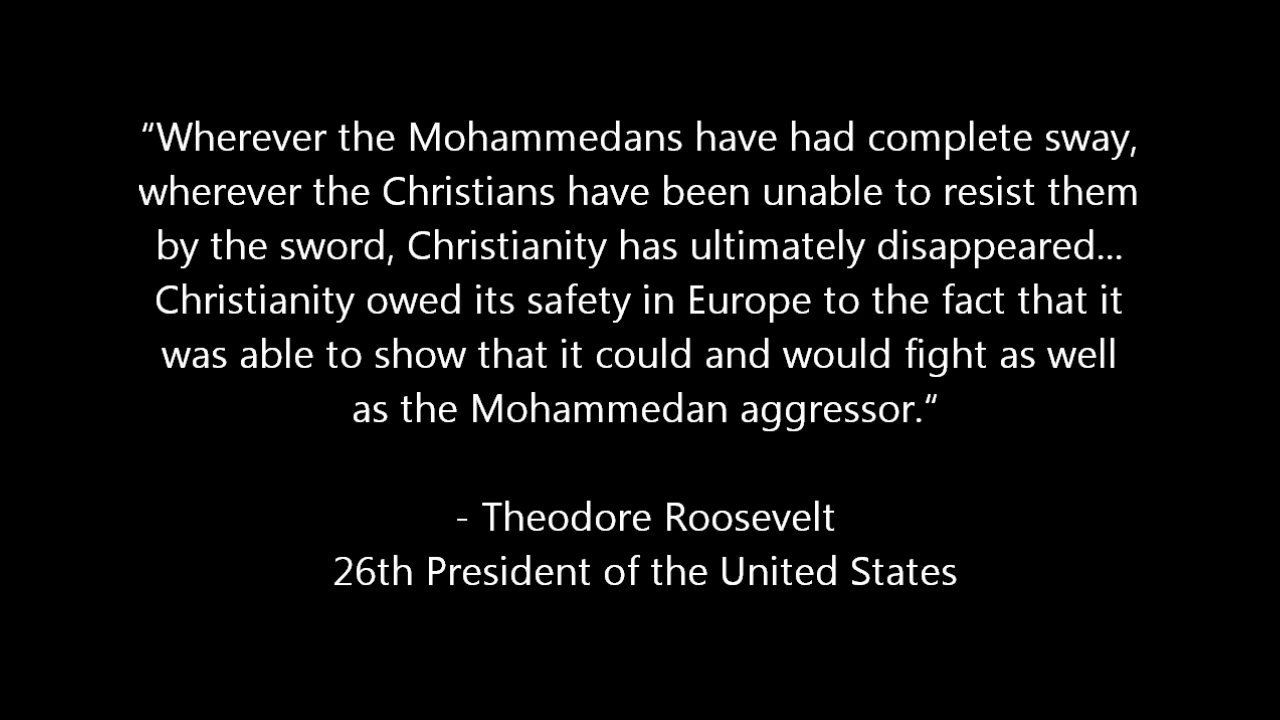 “Wherever the Mohammedans have had complete sway,
wherever the Christians have been unable to resist them
by the sword, Christianity has ultimately disappeared...
Christianity owed its safety in Europe to the fact that it
was able to show that it could and would fight as well
as the Mohammedan aggressor.“
- Theodore Roosevelt
26th President of the United States